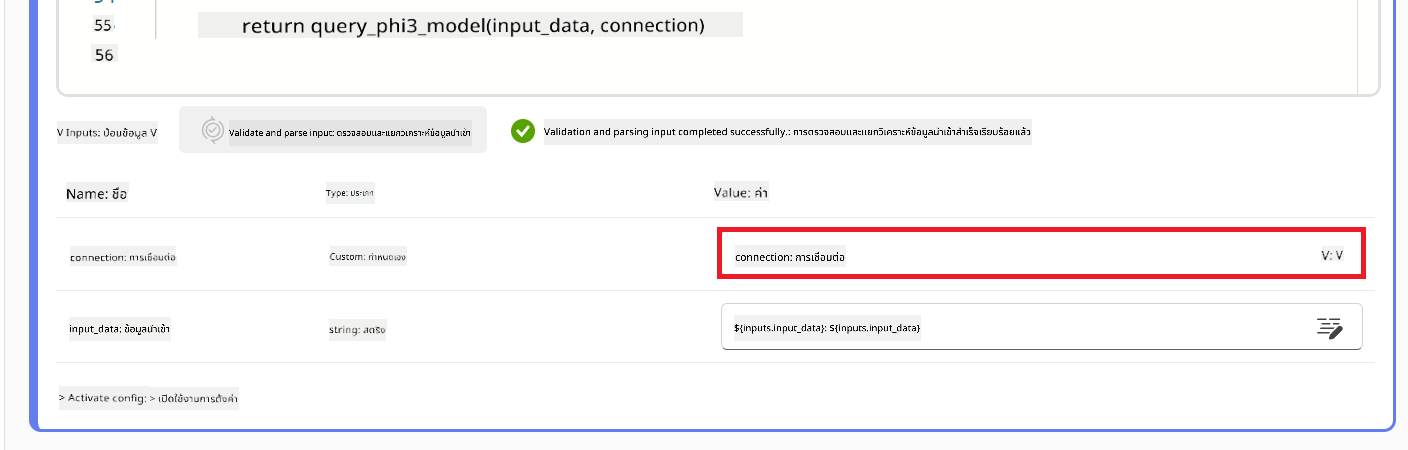 55
return query_phi3_model(input_data, connection)
56
V Inputs: ป้อนข้อมูล V
Validate and parse input: ตรวจสอบและแยกวิเคราะห์ข้อมูลนำเข้า
Validation and parsing input completed successfully.: การตรวจสอบและแยกวิเคราะห์ข้อมูลนำเข้าสำเร็จเรียบร้อยแล้ว
Name: ชื่อ
Type: ประเภท
Value: ค่า
connection: การเชื่อมต่อ
Custom: กำหนดเอง
connection: การเชื่อมต่อ
V: V
input_data: ข้อมูลนำเข้า
string: สตริง
${inputs.input_data}: ${inputs.input_data}
> Activate config: > เปิดใช้งานการตั้งค่า